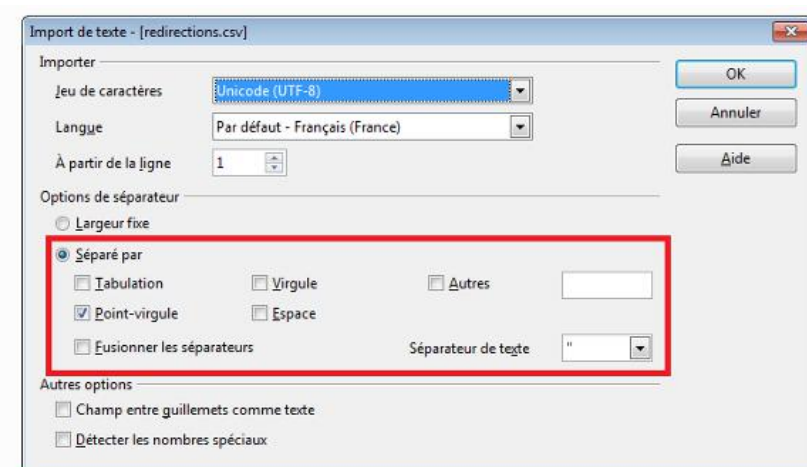 Import de texte - [redirections.csv]
Importer
Jeu de caractères Unicode (UTF-8)
OK
Langue Par défaut - Français (France)
Annuler
À partir de la ligne 1
Aide
Options de séparateur
Largeur fixe
Séparé par
Tabulation Virgule Autres
Point-virgule Espace
Fusionner les séparateurs Séparateur de texte "
Autres options
Champ entre guillemets comme texte
Détecter les nombres spéciaux